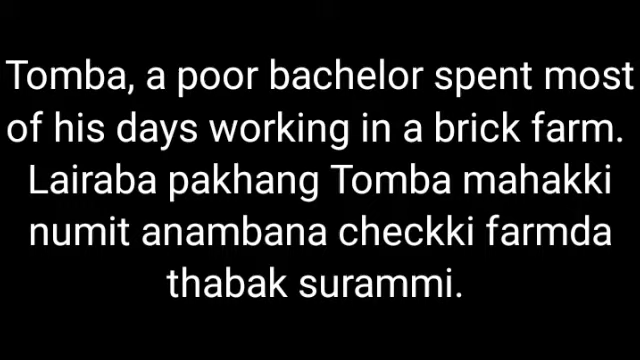 Tomba, a poor bachelor spent most
of his days working in a brick farm.
Lairaba pakhang Tomba mahakki
numit anambana checkki farmda
thabak surammi.